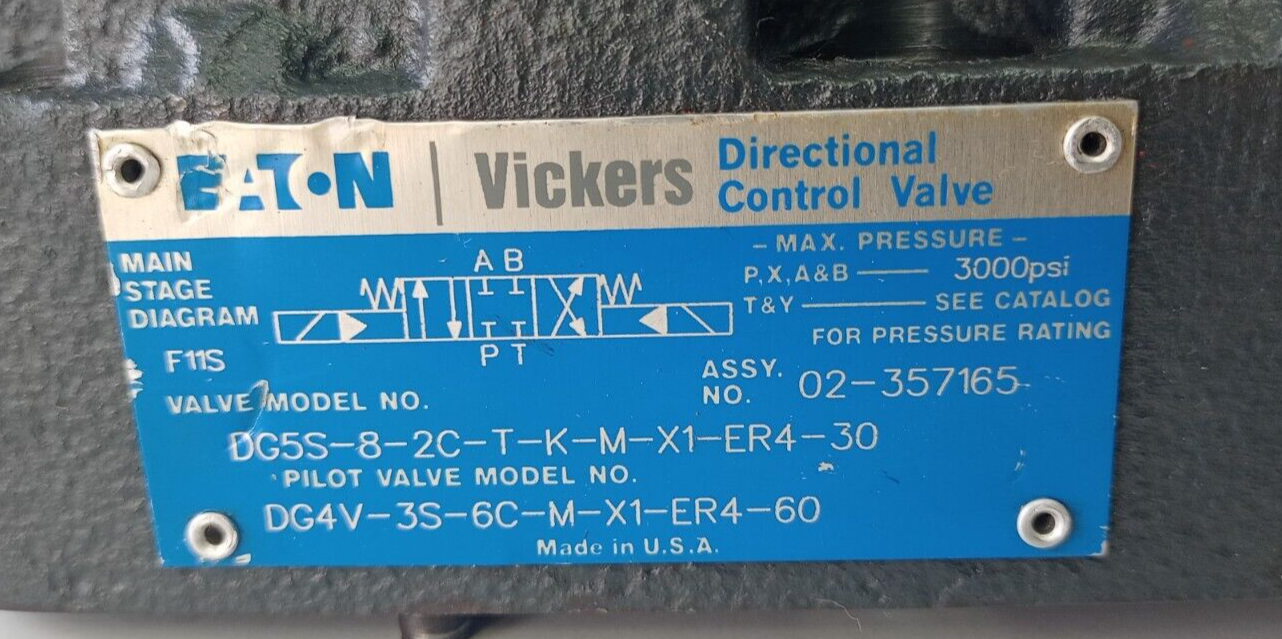 EATON | Vickers Directional Control Valve
MAIN STAGE DIAGRAM
A B
P T
F11S
– MAX. PRESSURE –
P,X,A&B —— 3000psi
T&Y ———— SEE CATALOG
FOR PRESSURE RATING
ASSY. NO. 02-357165
VALVE MODEL NO.
DG5S-8-2C-T-K-M-X1-ER4-30
PILOT VALVE MODEL NO.
DG4V-3S-6C-M-X1-ER4-60
Made in U.S.A.